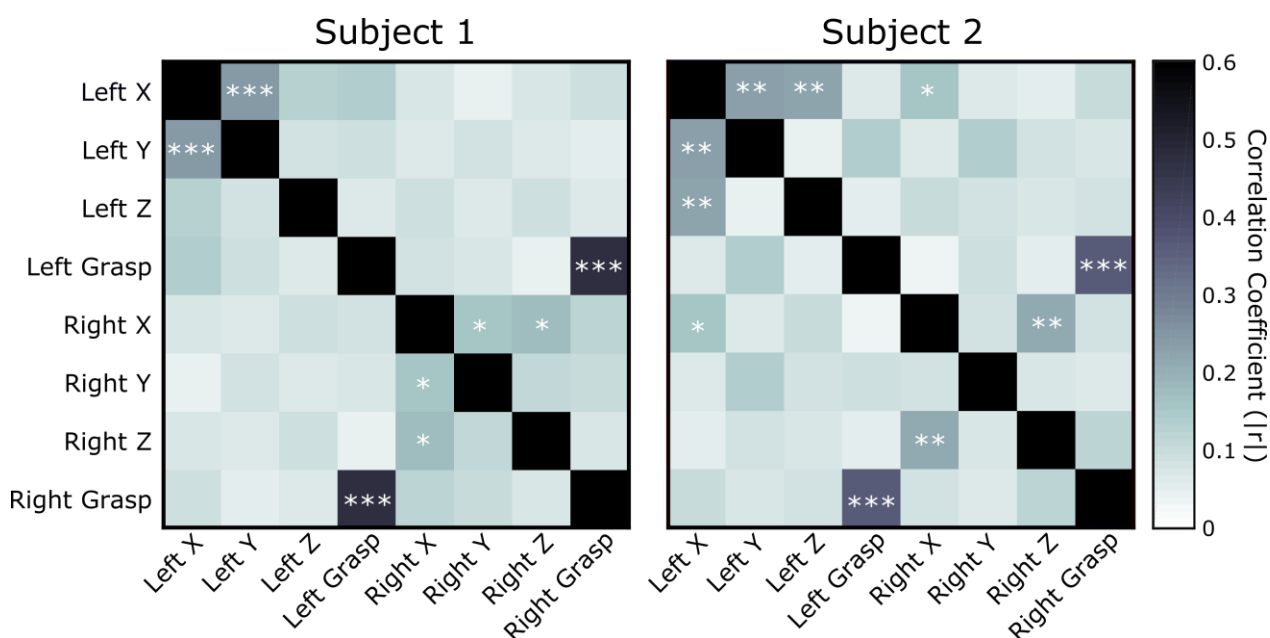 Subject 1
Subject 2
Left X
Left Y
Left Z
Left Grasp
Right X
Right Y
Right Z
Right Grasp
***
***
***
*
*
*
*
***
**
**
*
**
**
***
*
**
**
***
Left X
Left Y
Left Z
Left Grasp
Right X
Right Y
Right Z
Right Grasp
Left X
Left Y
Left Z
Left Grasp
Right X
Right Y
Right Z
Right Grasp
0.6
0.5
0.4
0.3
0.2
0.1
0
Correlation Coefficient (|r|)